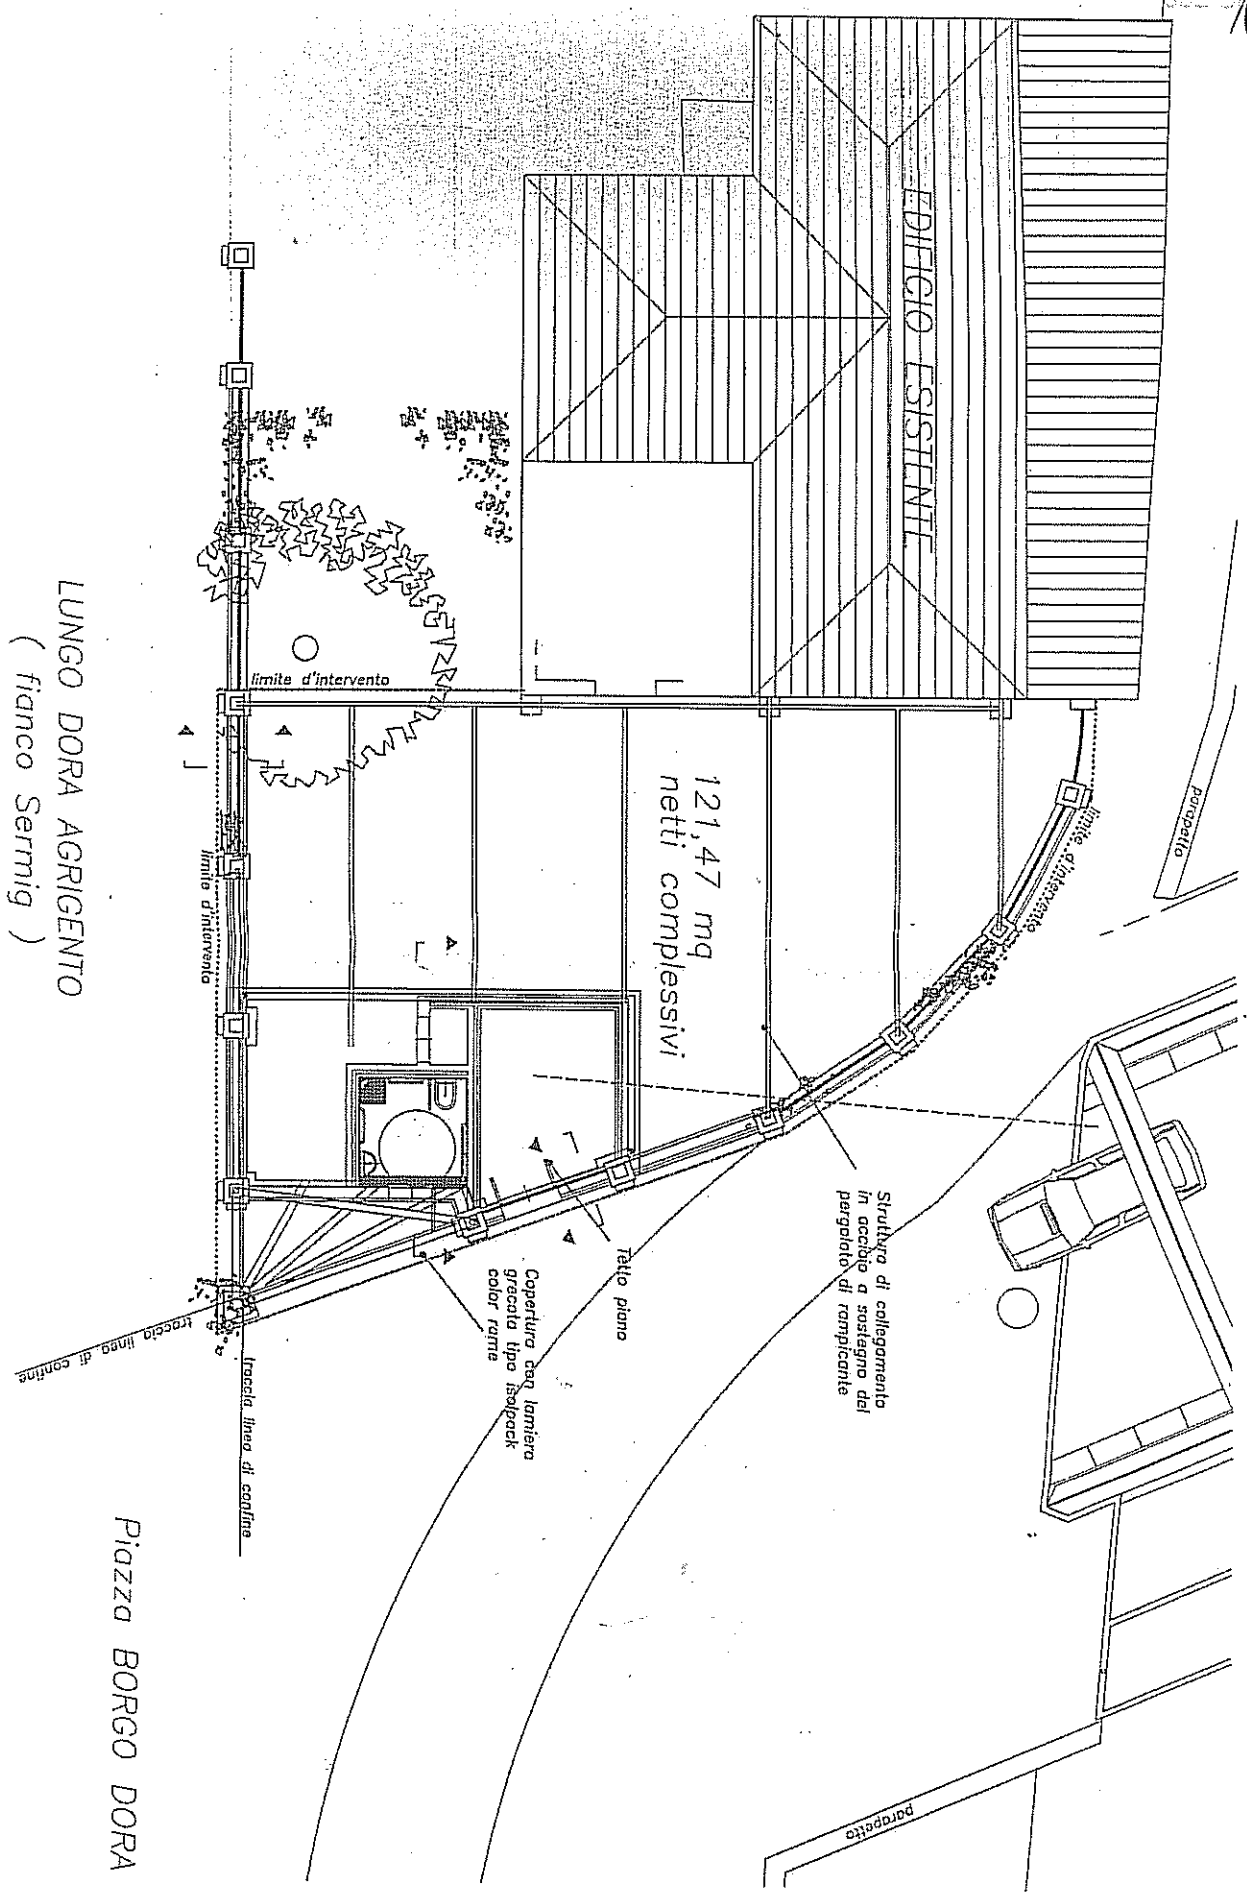 EDIFICIO ESISTENTE
parapetto
limite d'intervento
limite d'intervento
121,47 mq
netti complessivi
limite d'intervento
Struttura di collegamento
in acciaio a sostegno del
pergolato di rampicante
Tetto piano
Copertura con lamiera
grecata tipo isolpack
color rame
traccia linea di confine
traccia linea di confine
parapetto
LUNGO DORA AGRIGENTO
( fianco Sermig )
Piazza BORGO DORA